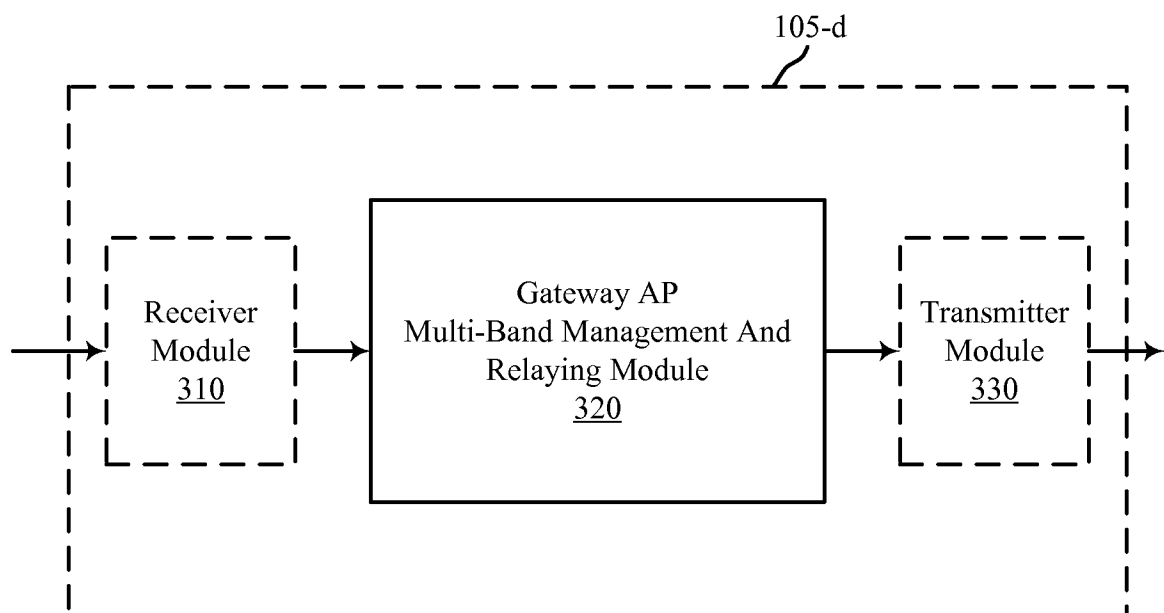 105-d
Receiver
Module
310
Gateway AP
Multi-Band Management And
Relaying Module
320
Transmitter
Module
330